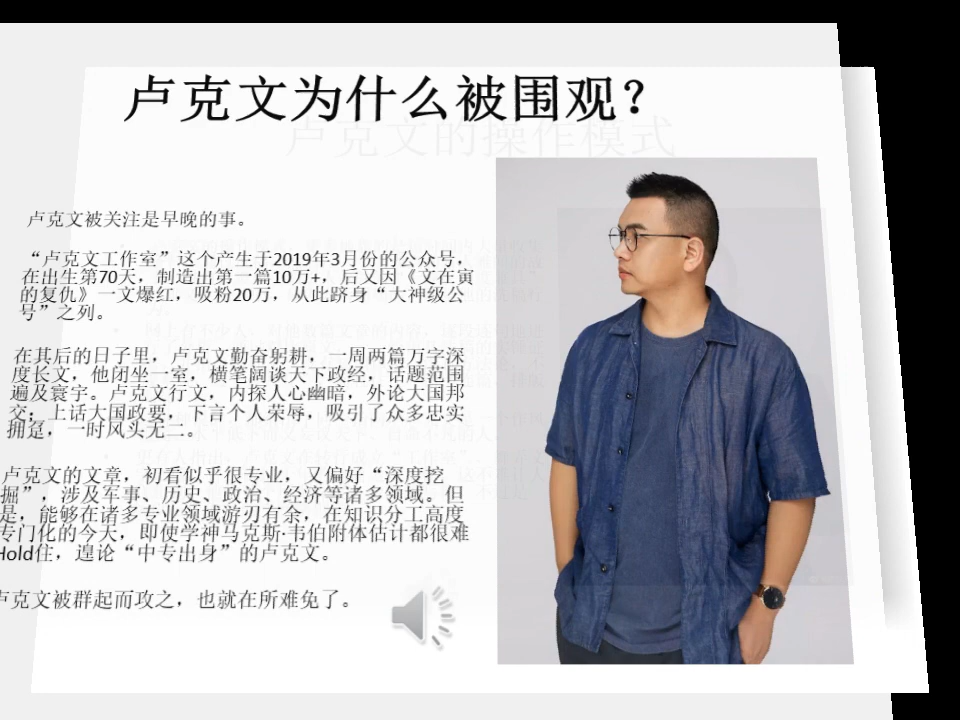 卢克文为什么被围观？
卢克文的操作模式
卢克文被关注是早晚的事。
“卢克文工作室”这个产生于2019年3月份的公众号，
在出生第70天，制造出第一篇10万+，后又因《文在寅
的复仇》一文爆红，吸粉20万，从此跻身“大神级公
号”之列。
在其后的日子里，卢克文勤奋躬耕，一周两篇万字深
度长文，他闭坐一室，横笔阔谈天下政经，话题范围
遍及寰宇。卢克文行文，内探人心幽暗，外论大国邦
交；上话大国政要，下言个人荣辱，吸引了众多忠实
拥趸，一时风头无二。
卢克文的文章，初看似乎很专业，又偏好“深度挖
掘”，涉及军事、历史、政治、经济等诸多领域。但
是，能够在诸多专业领域游刃有余，在知识分工高度
专门化的今天，即使学神马克斯·韦伯附体估计都很难
Hold住，遑论“中专出身”的卢克文。
卢克文被群起而攻之，也就在所难免了。